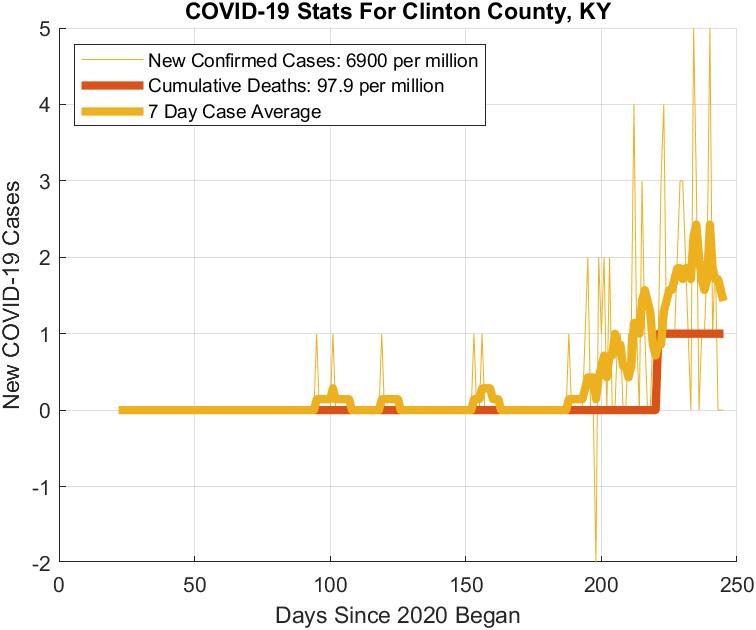 COVID-19 Stats For Clinton County, KY
New Confirmed Cases: 6900 per million
Cumulative Deaths: 97.9 per million
7 Day Case Average
New COVID-19 Cases
5
4
3
2
1
0
-1
-2
0 50 100 150 200 250
Days Since 2020 Began